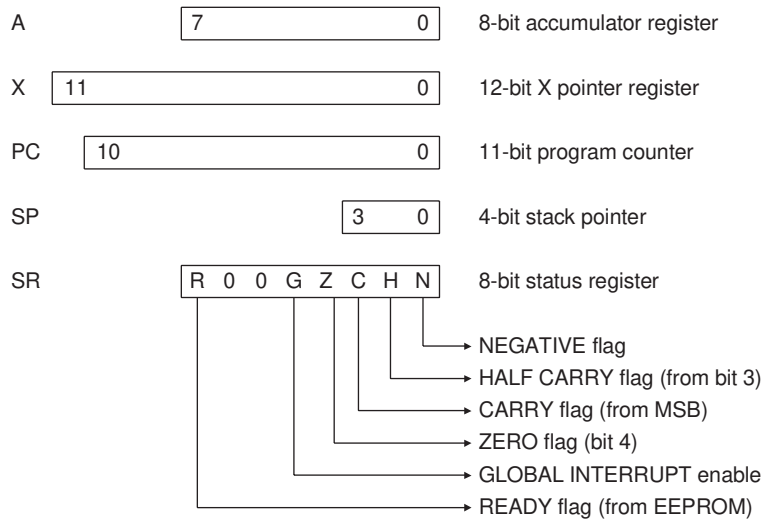 A 7 0 8-bit accumulator register
X 11 0 12-bit X pointer register
PC 10 0 11-bit program counter
SP 3 0 4-bit stack pointer
SR R 0 0 G Z C H N 8-bit status register
NEGATIVE flag
HALF CARRY flag (from bit 3)
CARRY flag (from MSB)
ZERO flag (bit 4)
GLOBAL INTERRUPT enable
READY flag (from EEPROM)